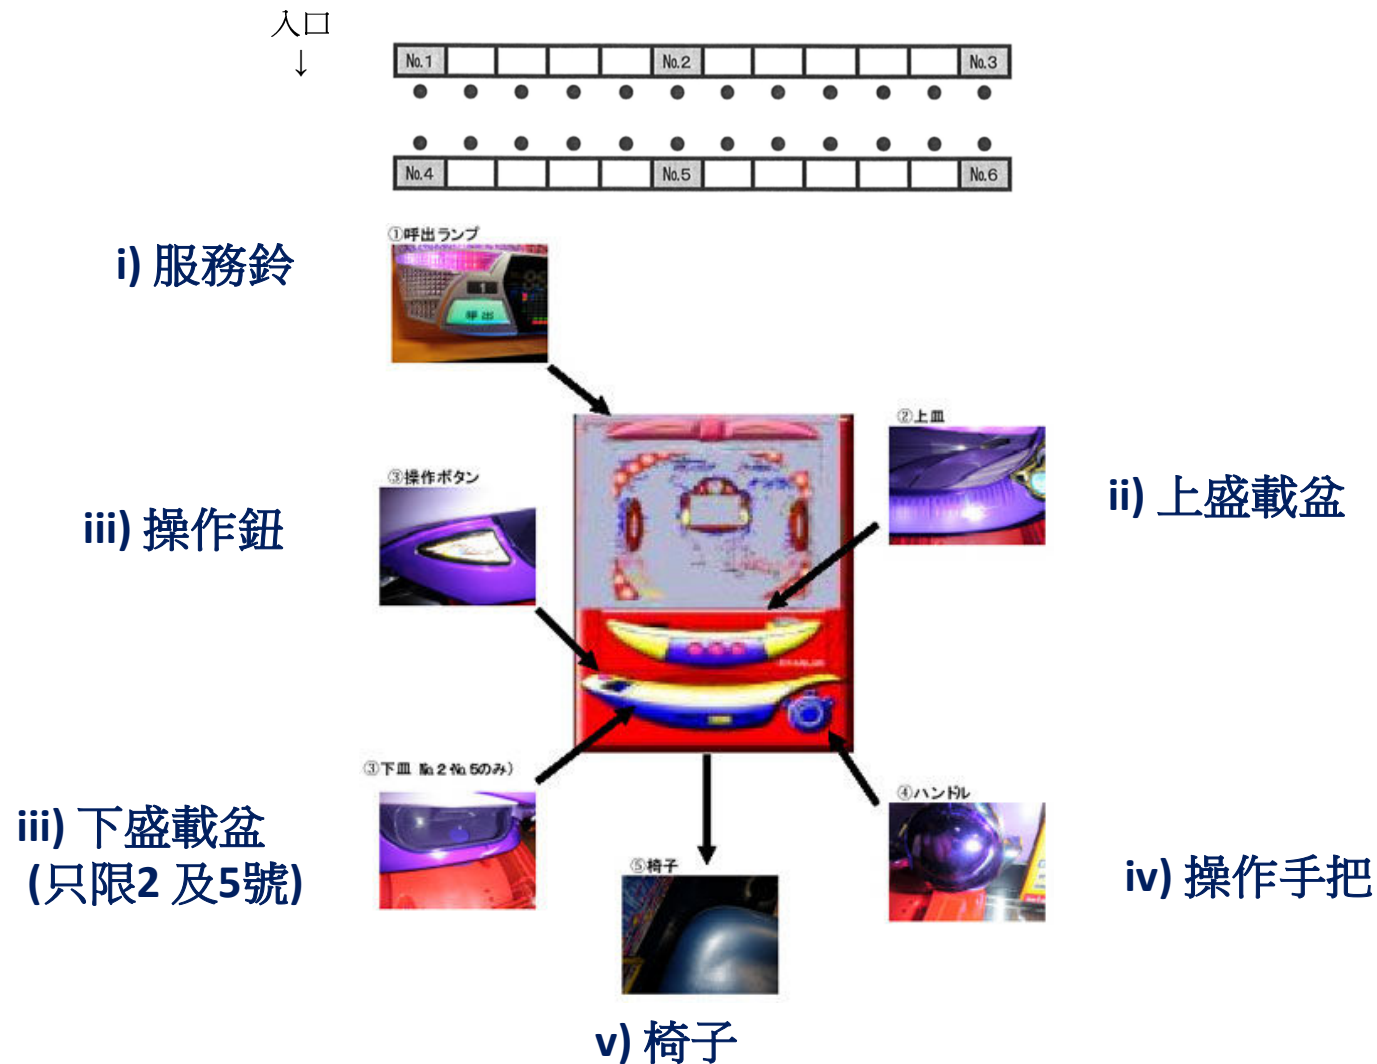 入口
↓
No.1 No.2 No.3
No.4 No.5 No.6
①呼出ランプ
i) 服務鈴
1
呼出
②上皿
③操作ボタン
ii) 上盛載盆
iii) 操作鈕
③下皿 No.2・No.5のみ)
④ハンドル
iii) 下盛載盆
(只限2 及5號)
⑤椅子
iv) 操作手把
v) 椅子